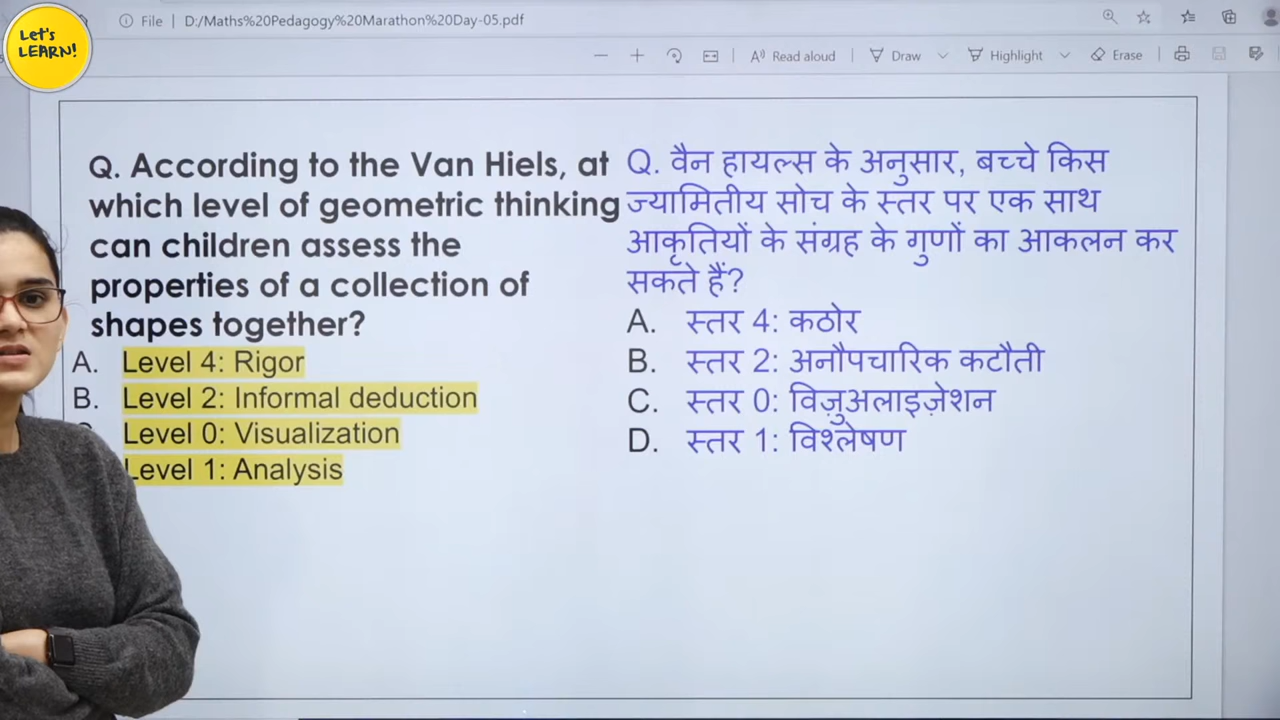 Let's
LEARN!
File
D:/Maths%20Pedagogy%20Marathon%20Day-05.pdf
Read aloud
Draw
Highlight
Erase
Q. According to the Van Hiels, at
which level of geometric thinking
can children assess the
properties of a collection of
shapes together?
A. Level 4: Rigor
B. Level 2: Informal deduction
Level 0: Visualization
Level 1: Analysis
Q. वैन हायल्स के अनुसार, बच्चे किस
ज्यामितीय सोच के स्तर पर एक साथ
आकृतियों के संग्रह के गुणों का आकलन कर
सकते हैं?
A. स्तर 4: कठोर
B. स्तर 2: अनौपचारिक कटौती
C. स्तर 0: विज़ुअलाइज़ेशन
D. स्तर 1: विश्लेषण